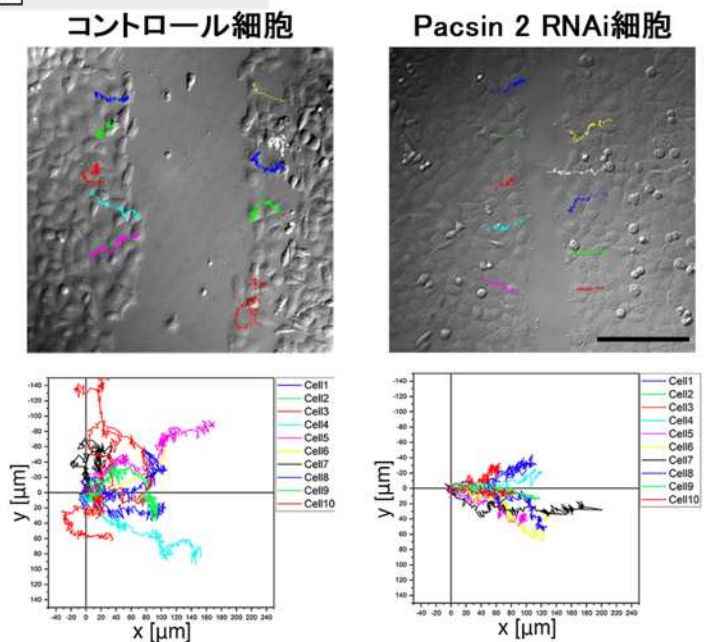 コントロール細胞
Pacsin 2 RNAi細胞
-140
-120
-100
-80
-60
-40
-20
0
20
40
60
80
100
120
140
y [μm]
-40 -20 0 20 40 60 80 100 120 140 160 180 200 220 240
x [μm]
Cell1
Cell2
Cell3
Cell4
Cell5
Cell6
Cell7
Cell8
Cell9
Cell10
-140
-120
-100
-80
-60
-40
-20
0
20
40
60
80
100
120
140
y [μm]
-40 -20 0 20 40 60 80 100 120 140 160 180 200 220 240
x [μm]
Cell1
Cell2
Cell3
Cell4
Cell5
Cell6
Cell7
Cell8
Cell9
Cell10